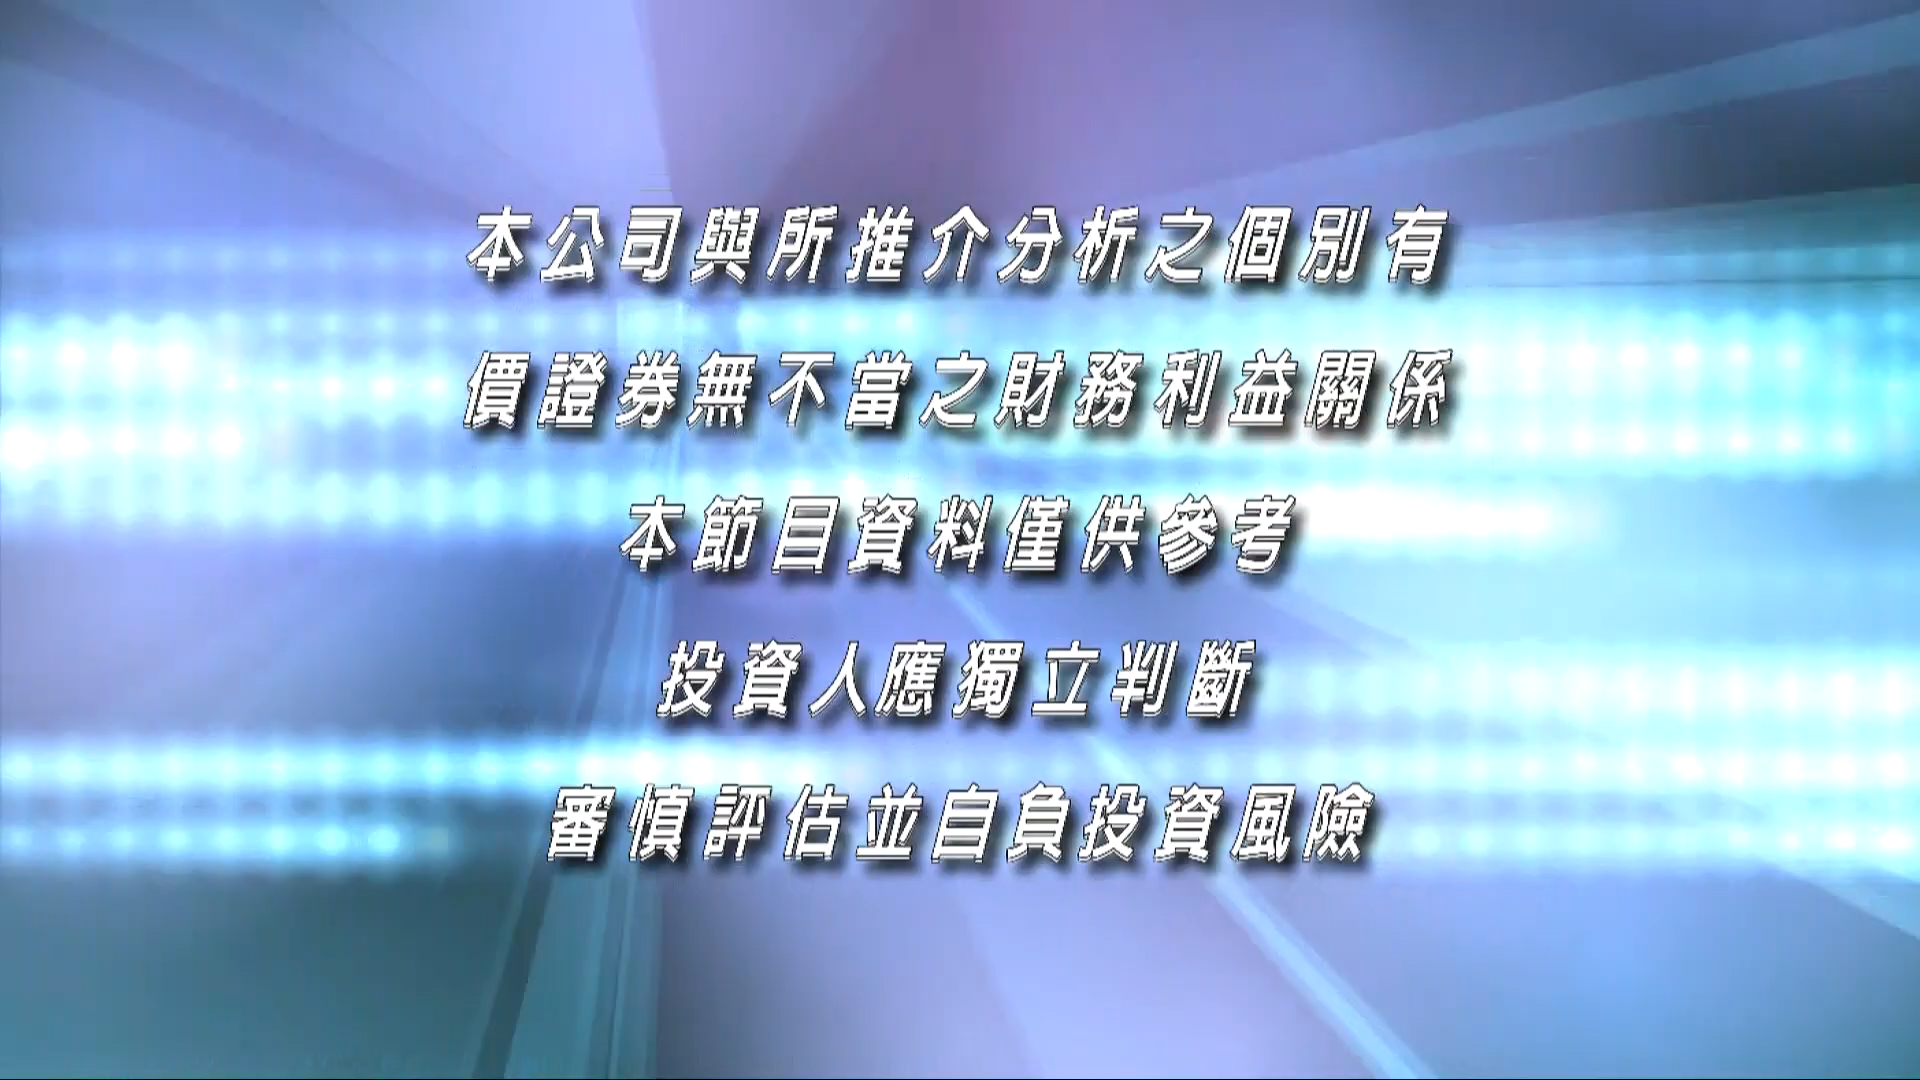 本公司與所推介分析之個別有
價證券無不當之財務利益關係
本節目資料僅供參考
投資人應獨立判斷
審慎評估並自負投資風險